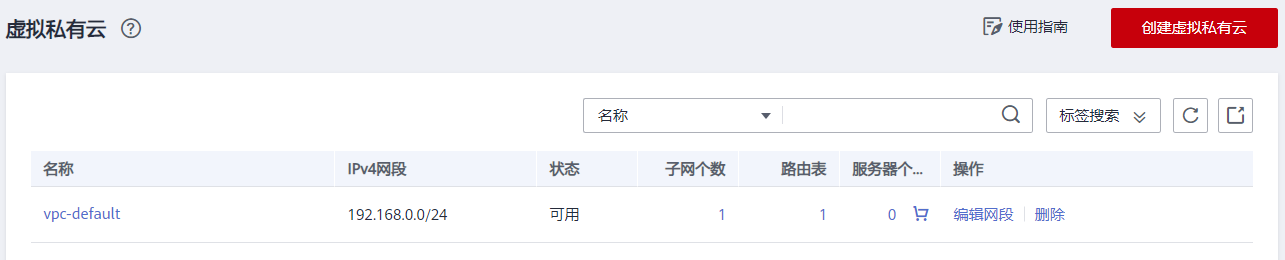 虚拟私有云
使用指南
创建虚拟私有云
名称
标签搜索
名称 IPv4网段 状态 子网个数 路由表 服务器个... 操作
vpc-default 192.168.0.0/24 可用 1 1 0 编辑网段 删除